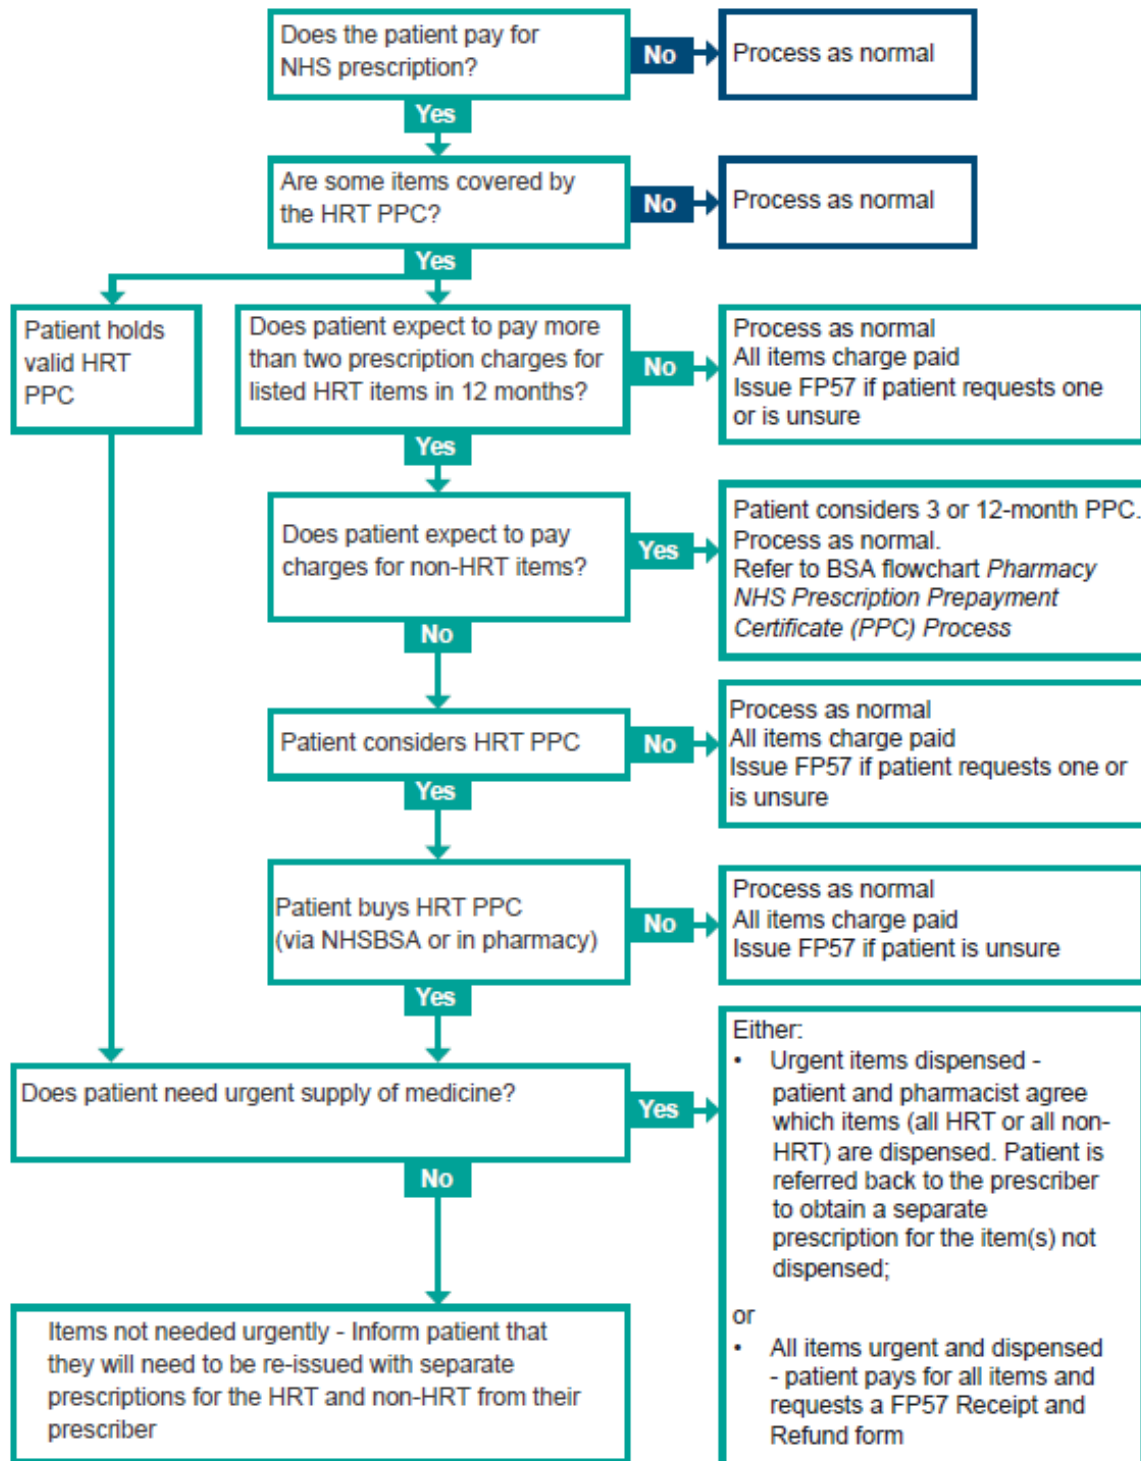 Does the patient pay for
NHS prescription?
No
Process as normal
Yes
Are some items covered by
the HRT PPC?
No
Process as normal
Yes
Patient holds
valid HRT
PPC
Does patient expect to pay more
than two prescription charges for
listed HRT items in 12 months?
No
Process as normal
All items charge paid
Issue FP57 if patient requests one
or is unsure
Yes
Does patient expect to pay
charges for non-HRT items?
Yes
Patient considers 3 or 12-month PPC.
Process as normal.
Refer to BSA flowchart Pharmacy
NHS Prescription Prepayment
Certificate (PPC) Process
No
Patient considers HRT PPC
No
Process as normal
All items charge paid
Issue FP57 if patient requests one or
is unsure
Yes
Patient buys HRT PPC
(via NHSBSA or in pharmacy)
No
Process as normal
All items charge paid
Issue FP57 if patient is unsure
Yes
Does patient need urgent supply of medicine?
Yes
Either:
• Urgent items dispensed -
patient and pharmacist agree
which items (all HRT or all non-
HRT) are dispensed. Patient is
referred back to the prescriber
to obtain a separate
prescription for the item(s) not
dispensed;
or
• All items urgent and dispensed
- patient pays for all items and
requests a FP57 Receipt and
Refund form
No
Items not needed urgently - Inform patient that
they will need to be re-issued with separate
prescriptions for the HRT and non-HRT from their
prescriber